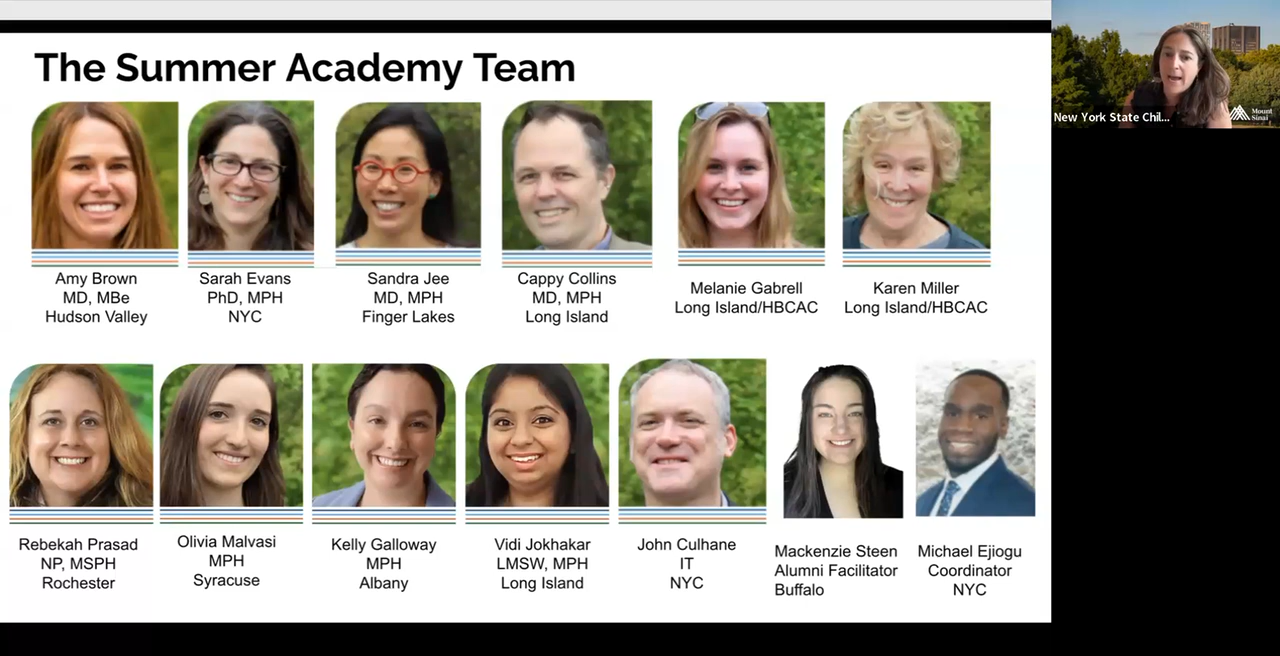 The Summer Academy Team
Amy Brown
MD, MBe
Hudson Valley
Sarah Evans
PhD, MPH
NYC
Sandra Jee
MD, MPH
Finger Lakes
Cappy Collins
MD, MPH
Long Island
Melanie Gabrell
Long Island/HBCAC
Karen Miller
Long Island/HBCAC
Rebekah Prasad
NP, MSPH
Rochester
Olivia Malvasi
MPH
Syracuse
Kelly Galloway
MPH
Albany
Vidi Jokhakar
LMSW, MPH
Long Island
John Culhane
IT
NYC
Mackenzie Steen
Alumni Facilitator
Buffalo
Michael Ejiogu
Coordinator
NYC
New York State Chil...
Mount
Sinai